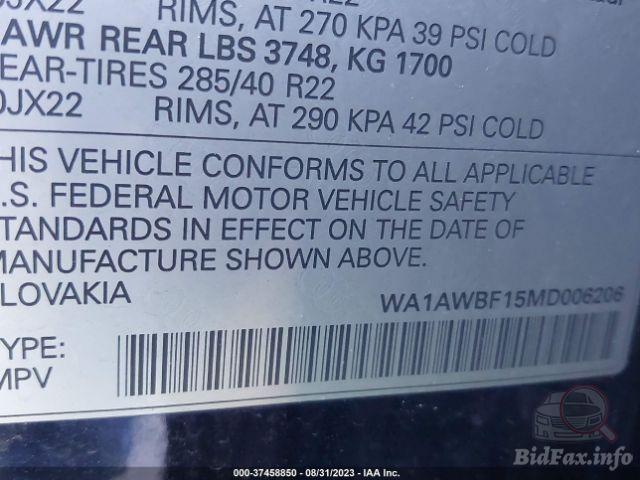 RIMS, AT 270 KPA 39 PSI COLD
AWR REAR LBS 3748, KG 1700
EAR-TIRES 285/40 R22
0JX22 RIMS, AT 290 KPA 42 PSI COLD
HIS VEHICLE CONFORMS TO ALL APPLICABLE
.S. FEDERAL MOTOR VEHICLE SAFETY
TANDARDS IN EFFECT ON THE DATE OF
MANUFACTURE SHOWN ABOVE.
LOVAKIA WA1AWBF15MD006206
YPE:
MPV
BidFax.info
000-37458850 - 08/31/2023 - IAA Inc.